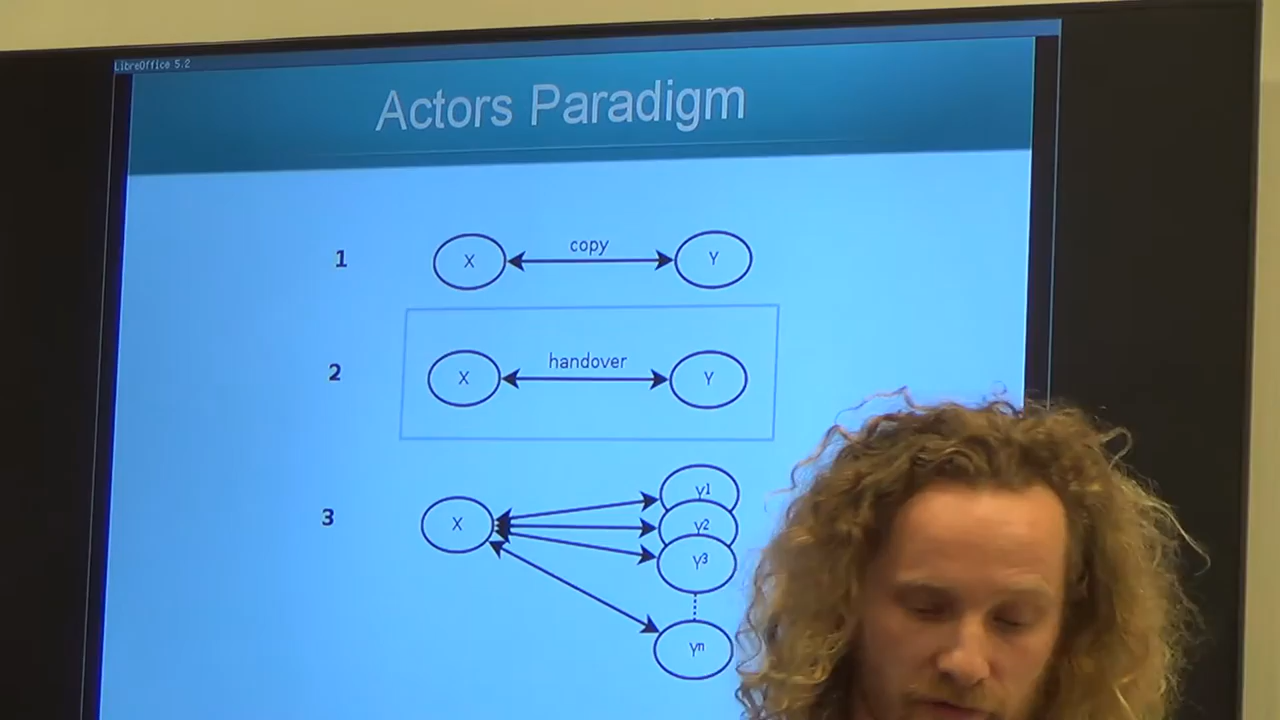 LibreOffice 5.2
Actors Paradigm
1
X
copy
Y
2
X
handover
Y
3
X
Y1
Y2
Y3
Yn